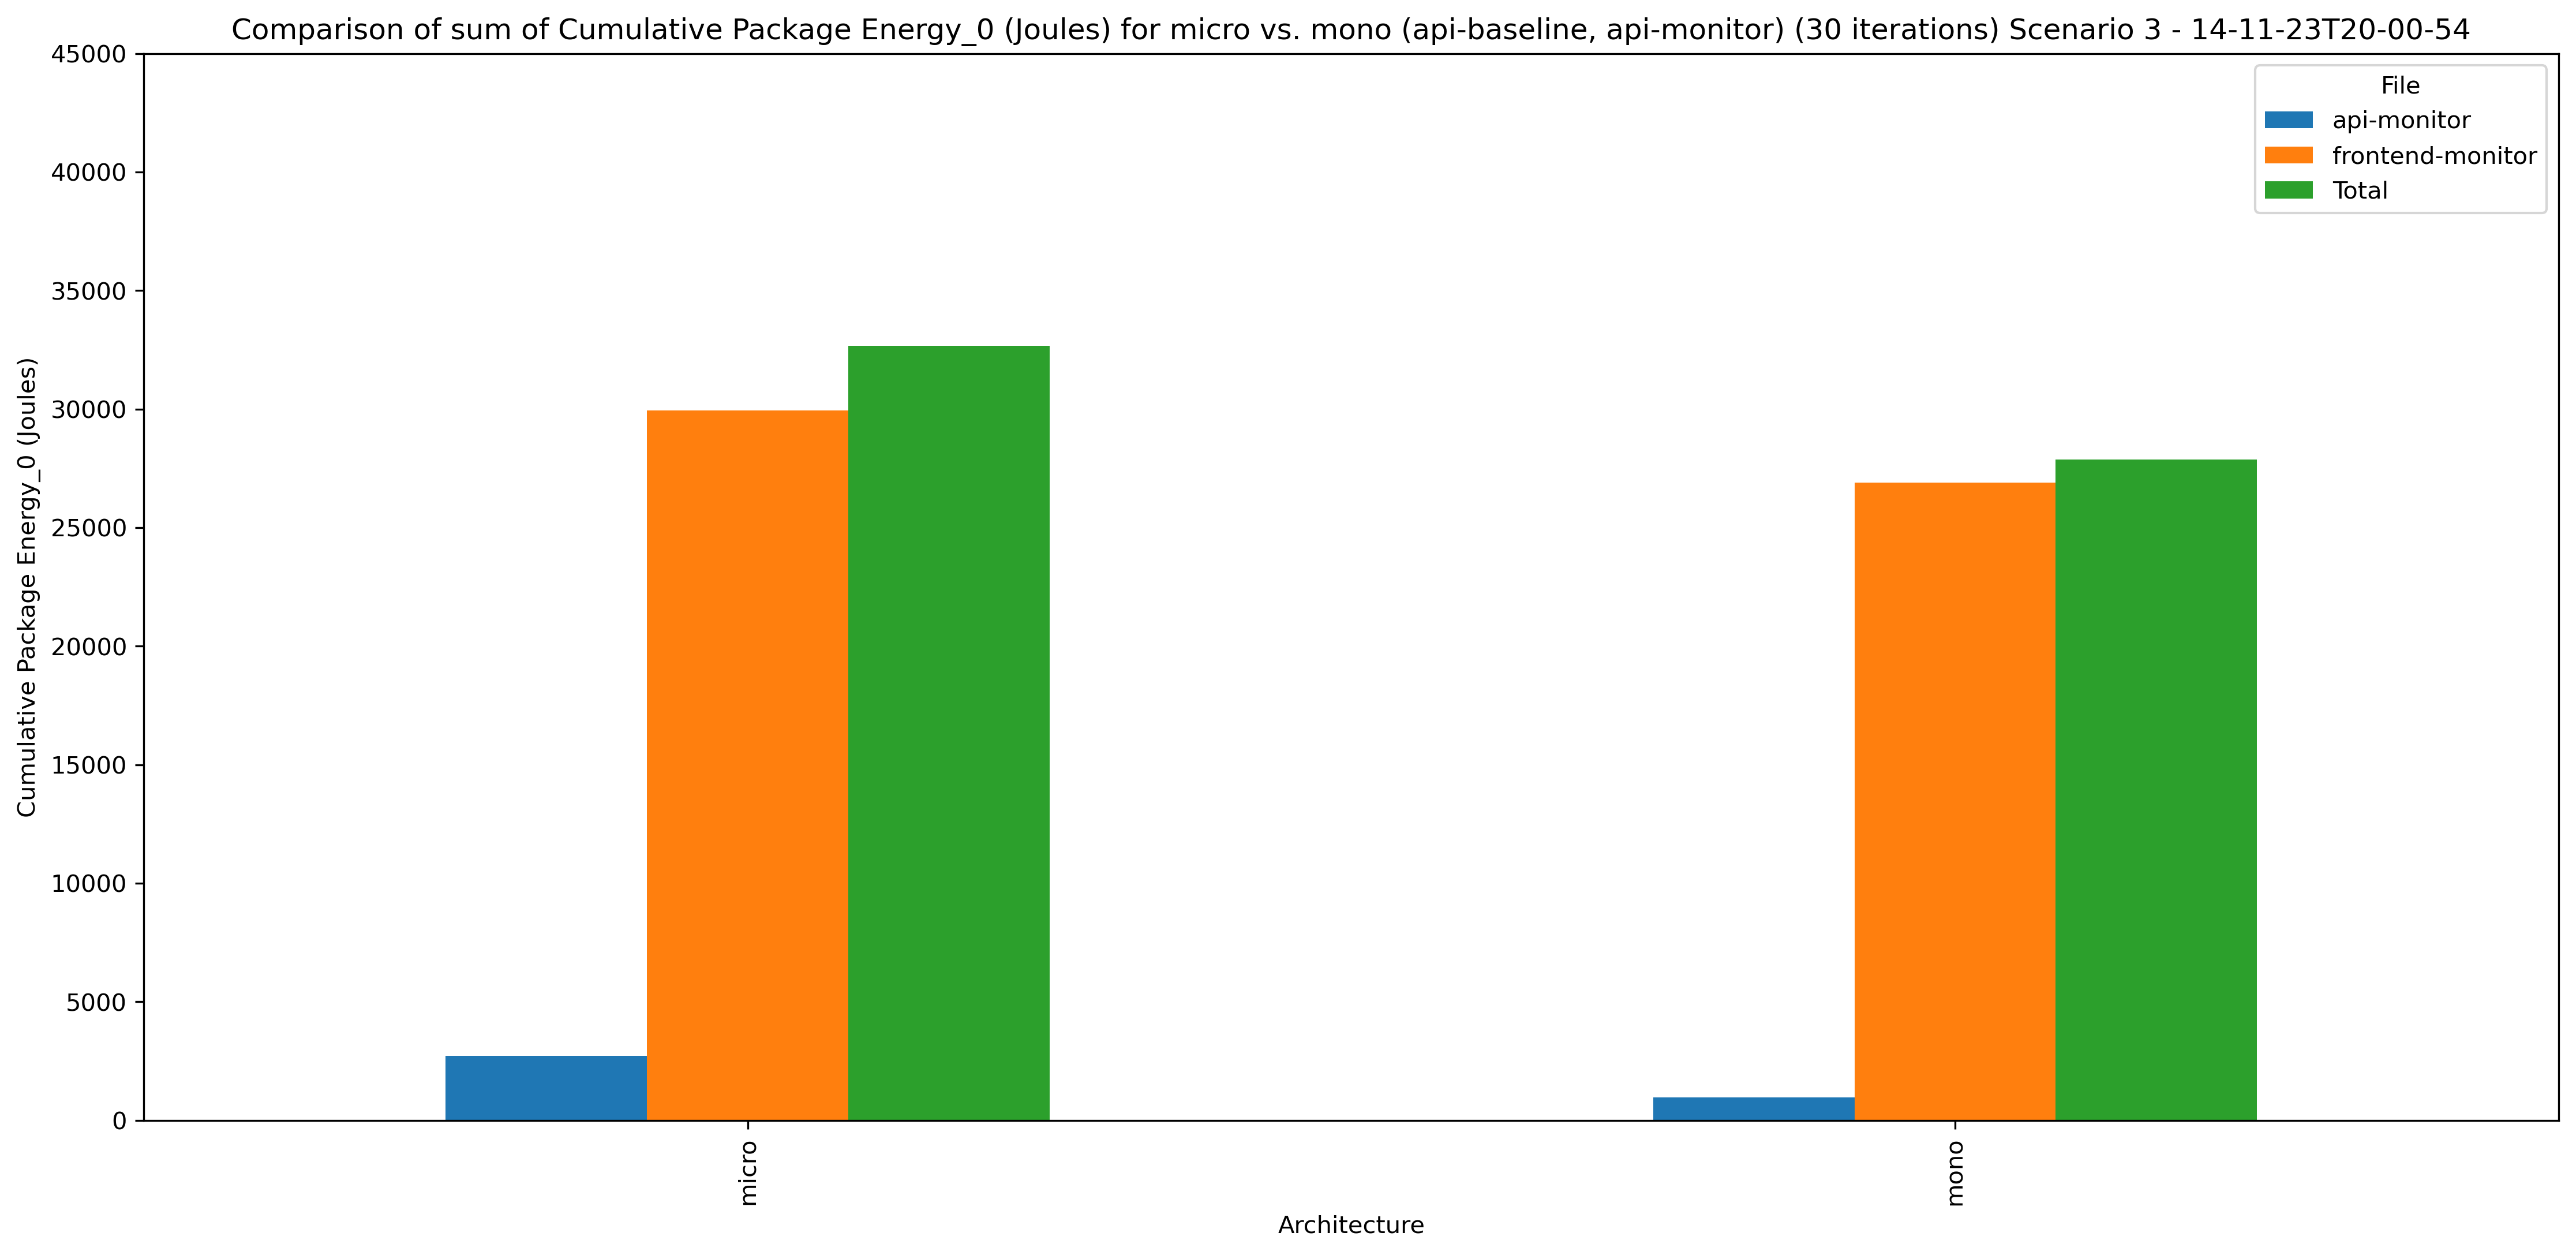 Comparison of sum of Cumulative Package Energy_0 (Joules) for micro vs. mono (api-baseline, api-monitor) (30 iterations) Scenario 3 - 14-11-23T20-00-54
File
api-monitor
frontend-monitor
Total
Cumulative Package Energy_0 (Joules)
45000
40000
35000
30000
25000
20000
15000
10000
5000
0
micro
mono
Architecture